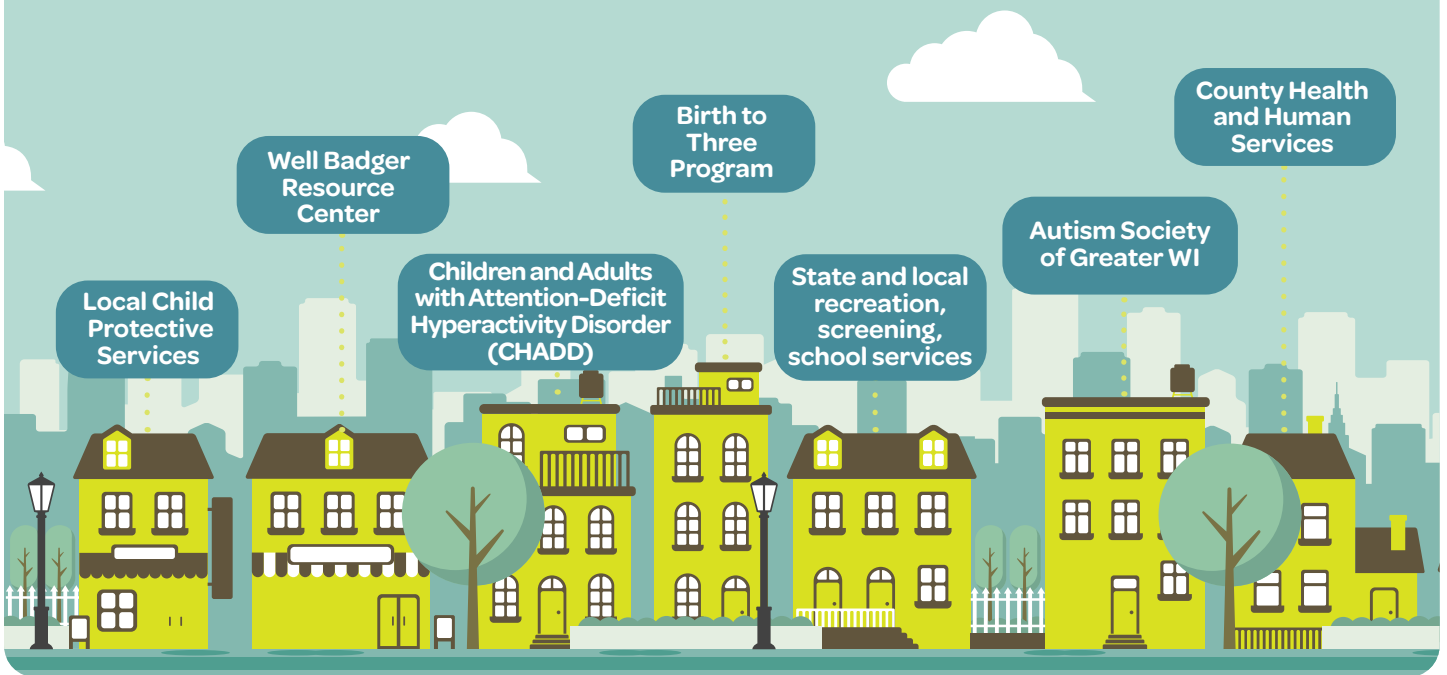 Local Child
Protective
Services
Well Badger
Resource
Center
Children and Adults
with Attention-Deficit
Hyperactivity Disorder
(CHADD)
Birth to
Three
Program
State and local
recreation,
screening,
school services
Autism Society
of Greater WI
County Health
and Human
Services